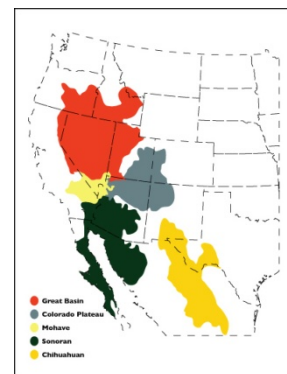 Great Basin
Colorado Plateau
Mohave
Sonoran
Chihuahuan